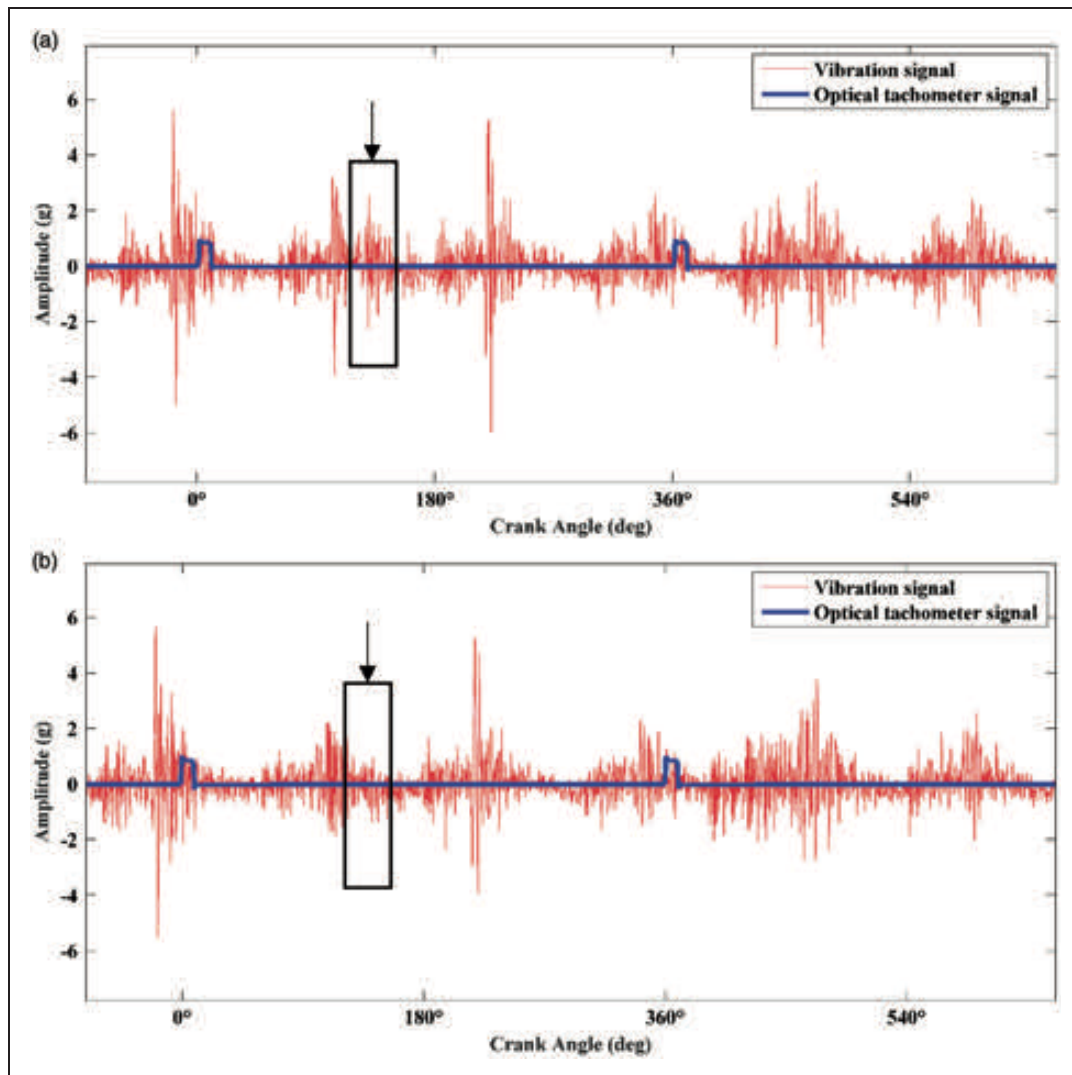 (a)
Vibration signal
Optical tachometer signal
6
4
2
0
-2
-4
-6
Amplitude (g)
0° 180° 360° 540°
Crank Angle (deg)
(b)
Vibration signal
Optical tachometer signal
6
4
2
0
-2
-4
-6
Amplitude (g)
0° 180° 360° 540°
Crank Angle (deg)